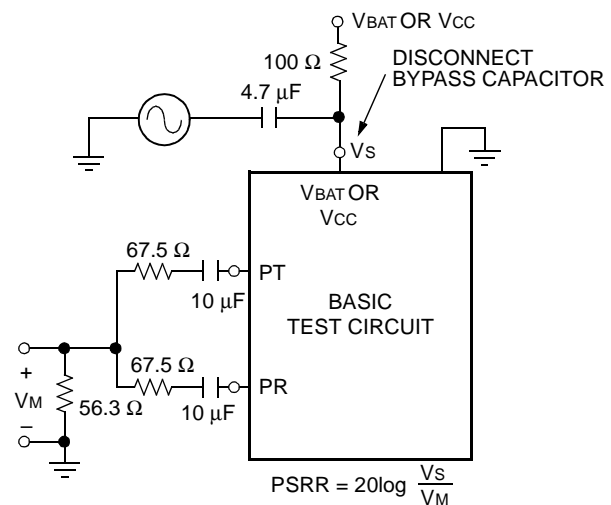 VBAT OR VCC
100 Ω
DISCONNECT
BYPASS CAPACITOR
4.7 μF
VS
VBAT OR
VCC
67.5 Ω
PT
10 μF
BASIC
TEST CIRCUIT
67.5 Ω
+
PR
VM
56.3 Ω
10 μF
–
PSRR = 20log VS
VM